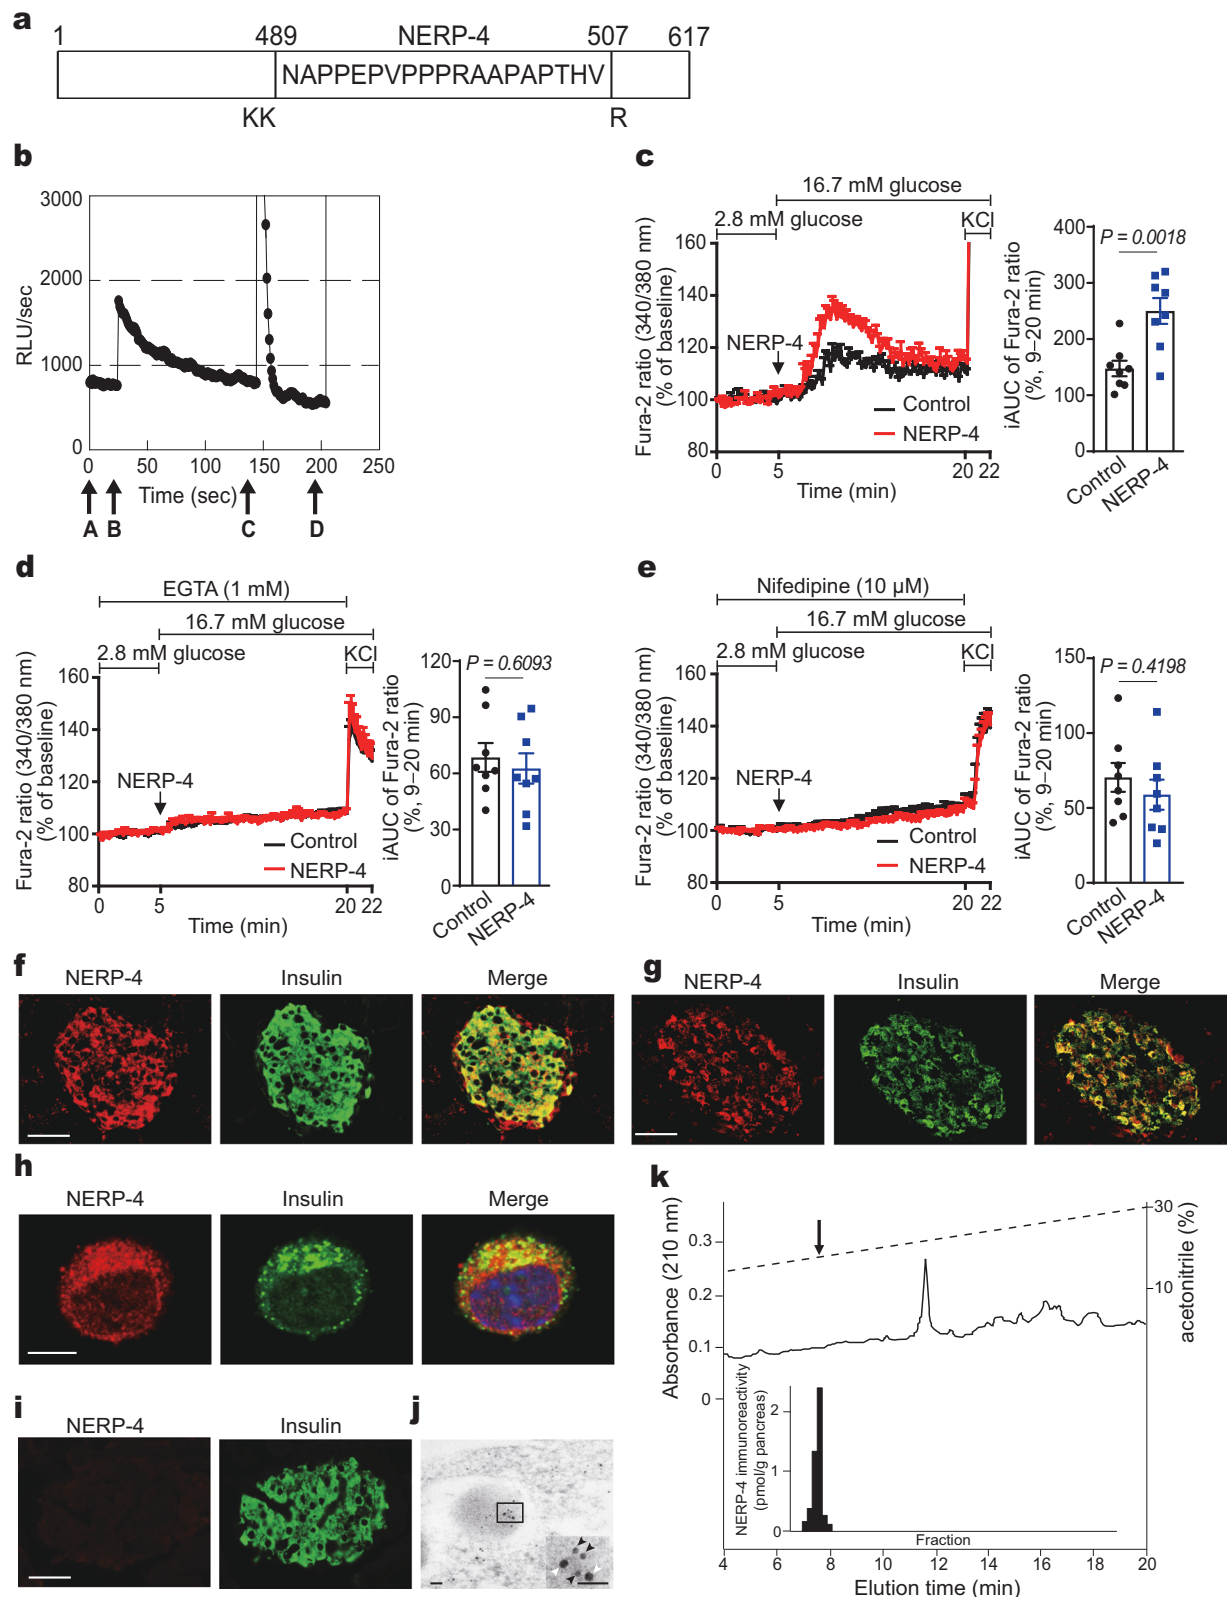 a
1 489 NERP-4 507 617
NAPPEPVPPPRAAPAPTHV
KK R
b
RLU/sec
3000
2000
1000
0
0 50 100 150 200 250
Time (sec)
A B C D
c
16.7 mM glucose
2.8 mM glucose
KCl
Fura-2 ratio (340/380 nm)
(% of baseline)
160
140
120
100
80
NERP-4
Control
NERP-4
0 5 20 22
Time (min)
iAUC of Fura-2 ratio
(%, 9–20 min)
400
300
200
100
0
P = 0.0018
Control
NERP-4
d
EGTA (1 mM)
16.7 mM glucose
2.8 mM glucose
KCl
Fura-2 ratio (340/380 nm)
(% of baseline)
160
140
120
100
80
NERP-4
Control
NERP-4
0 5 20 22
Time (min)
iAUC of Fura-2 ratio
(%, 9–20 min)
120
90
60
30
0
P = 0.6093
Control
NERP-4
e
Nifedipine (10 µM)
16.7 mM glucose
2.8 mM glucose
KCl
Fura-2 ratio (340/380 nm)
(% of baseline)
160
140
120
100
80
NERP-4
Control
NERP-4
0 5 20 22
Time (min)
iAUC of Fura-2 ratio
(%, 9–20 min)
150
100
50
0
P = 0.4198
Control
NERP-4
f
NERP-4 Insulin Merge
g
NERP-4 Insulin Merge
h
NERP-4 Insulin Merge
i
NERP-4 Insulin
j
k
Absorbance (210 nm)
0.3
0.2
0.1
0
30
10
acetonitrile (%)
NERP-4 immunoreactivity
(pmol/g pancreas)
2
1
0
Fraction
4 6 8 10 12 14 16 18 20
Elution time (min)